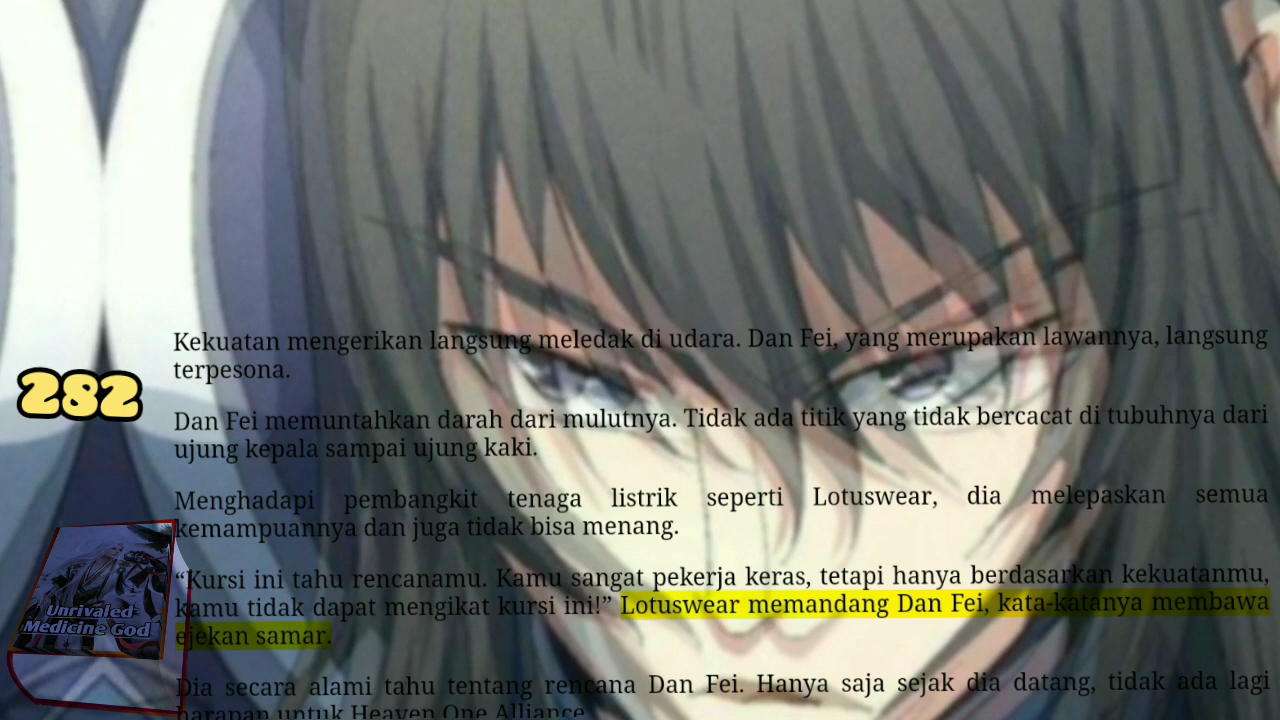 Kekuatan mengerikan langsung meledak di udara. Dan Fei, yang merupakan lawannya, langsung
terpesona.
282
Dan Fei memuntahkan darah dari mulutnya. Tidak ada titik yang tidak bercacat di tubuhnya dari
ujung kepala sampai ujung kaki.
Menghadapi pembangkit tenaga listrik seperti Lotuswear, dia melepaskan semua
kemampuannya dan juga tidak bisa menang.
“Kursi ini tahu rencanamu. Kamu sangat pekerja keras, tetapi hanya berdasarkan kekuatanmu,
kamu tidak dapat mengikat kursi ini!” Lotuswear memandang Dan Fei, kata-katanya membawa
ejekan samar.
Unrivaled
Medicine God
Dia secara alami tahu tentang rencana Dan Fei. Hanya saja sejak dia datang, tidak ada lagi
harapan untuk Heaven One Alliance